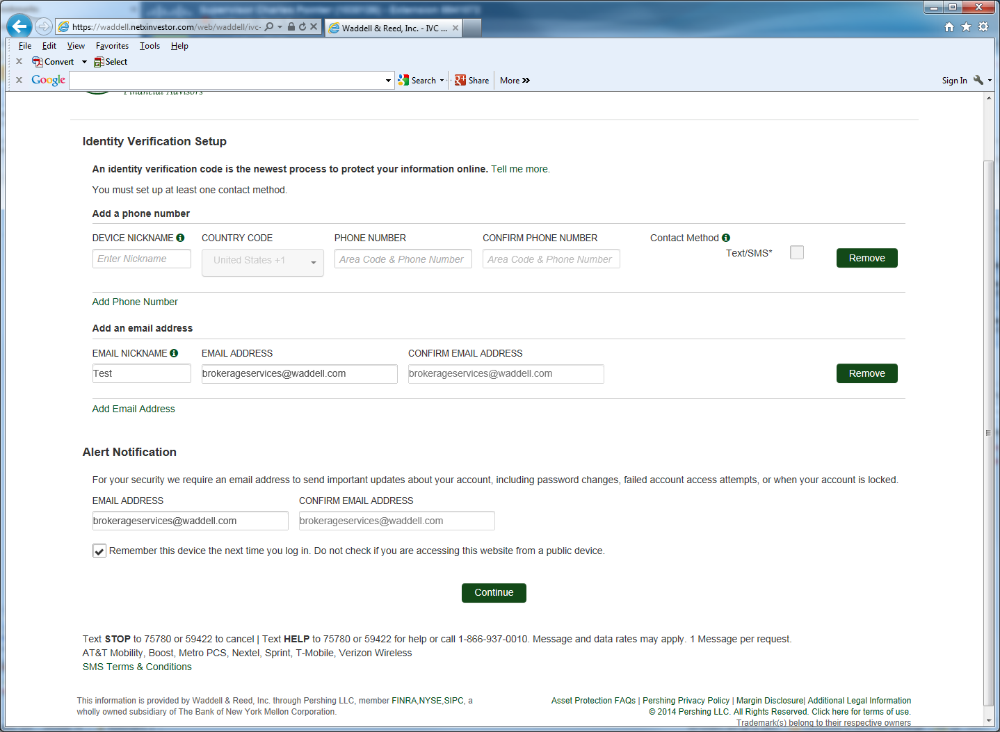 https://waddell.netxinvestor.com/web/waddell/ivc-
Waddell & Reed, Inc. - IVC ...
File Edit View Favorites Tools Help
x Convert Select
x Google Search Share More »
Sign In
Financial Advisors
Identity Verification Setup
An identity verification code is the newest process to protect your information online. Tell me more.
You must set up at least one contact method.
Add a phone number
DEVICE NICKNAME COUNTRY CODE PHONE NUMBER CONFIRM PHONE NUMBER Contact Method
Enter Nickname United States +1 Area Code & Phone Number Area Code & Phone Number Text/SMS* Remove
Add Phone Number
Add an email address
EMAIL NICKNAME EMAIL ADDRESS CONFIRM EMAIL ADDRESS
Test brokerageservices@waddell.com brokerageservices@waddell.com Remove
Add Email Address
Alert Notification
For your security we require an email address to send important updates about your account, including password changes, failed account access attempts, or when your account is locked.
EMAIL ADDRESS CONFIRM EMAIL ADDRESS
brokerageservices@waddell.com brokerageservices@waddell.com
Remember this device the next time you log in. Do not check if you are accessing this website from a public device.
Continue
Text STOP to 75780 or 59422 to cancel | Text HELP to 75780 or 59422 for help or call 1-866-937-0010. Message and data rates may apply. 1 Message per request.
AT&T Mobility, Boost, Metro PCS, Nextel, Sprint, T-Mobile, Verizon Wireless
SMS Terms & Conditions
This information is provided by Waddell & Reed, Inc. through Pershing LLC, member FINRA,NYSE,SIPC, a
wholly owned subsidiary of The Bank of New York Mellon Corporation.
Asset Protection FAQs | Pershing Privacy Policy | Margin Disclosure| Additional Legal Information
© 2014 Pershing LLC. All Rights Reserved. Click here for terms of use.
Trademark(s) belong to their respective owners